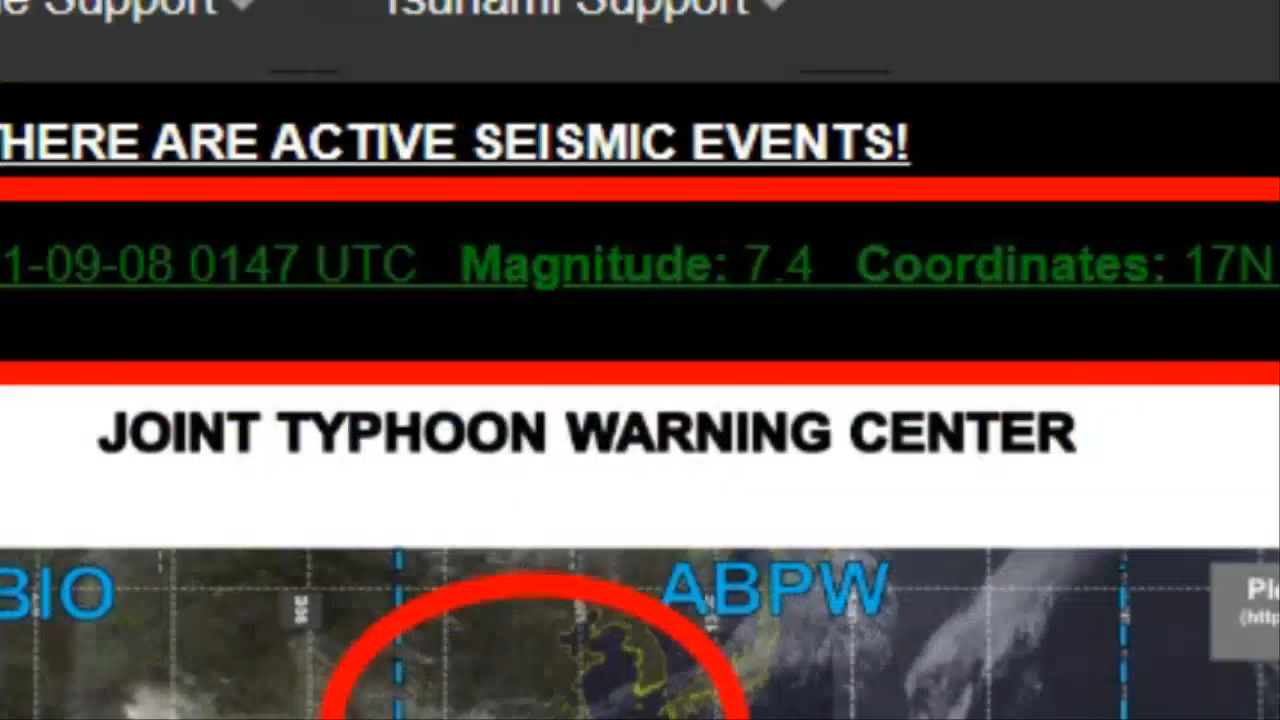 e Support Tsunami Support
HERE ARE ACTIVE SEISMIC EVENTS!
1-09-08 0147 UTC Magnitude: 7.4 Coordinates: 17N
JOINT TYPHOON WARNING CENTER
BIO ABPW